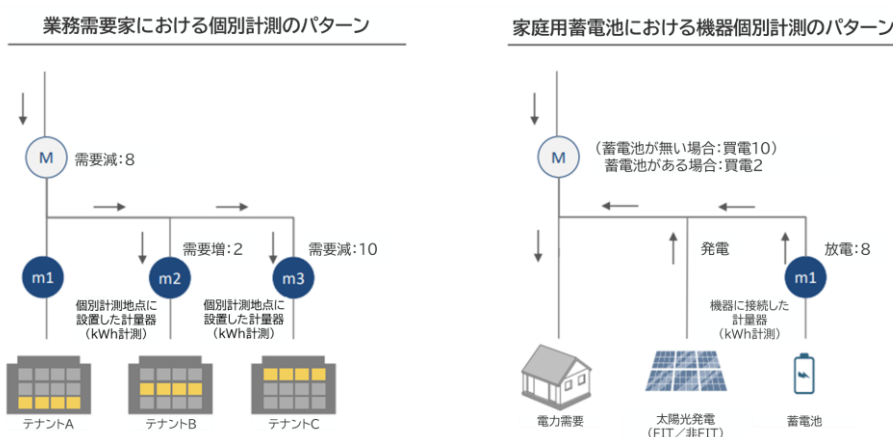 業務需要家における個別計測のパターン
M
需要減:8
m1
m2
需要増:2
m3
需要減:10
個別計測地点に
設置した計量器
（kWh計測）
個別計測地点に
設置した計量器
（kWh計測）
テナントA
テナントB
テナントC
家庭用蓄電池における機器個別計測のパターン
M
（蓄電池が無い場合:買電10）
蓄電池がある場合:買電2
発電
放電:8
m1
機器に接続した
計量器
（kWh計測）
電力需要
太陽光発電
（FIT／非FIT）
蓄電池